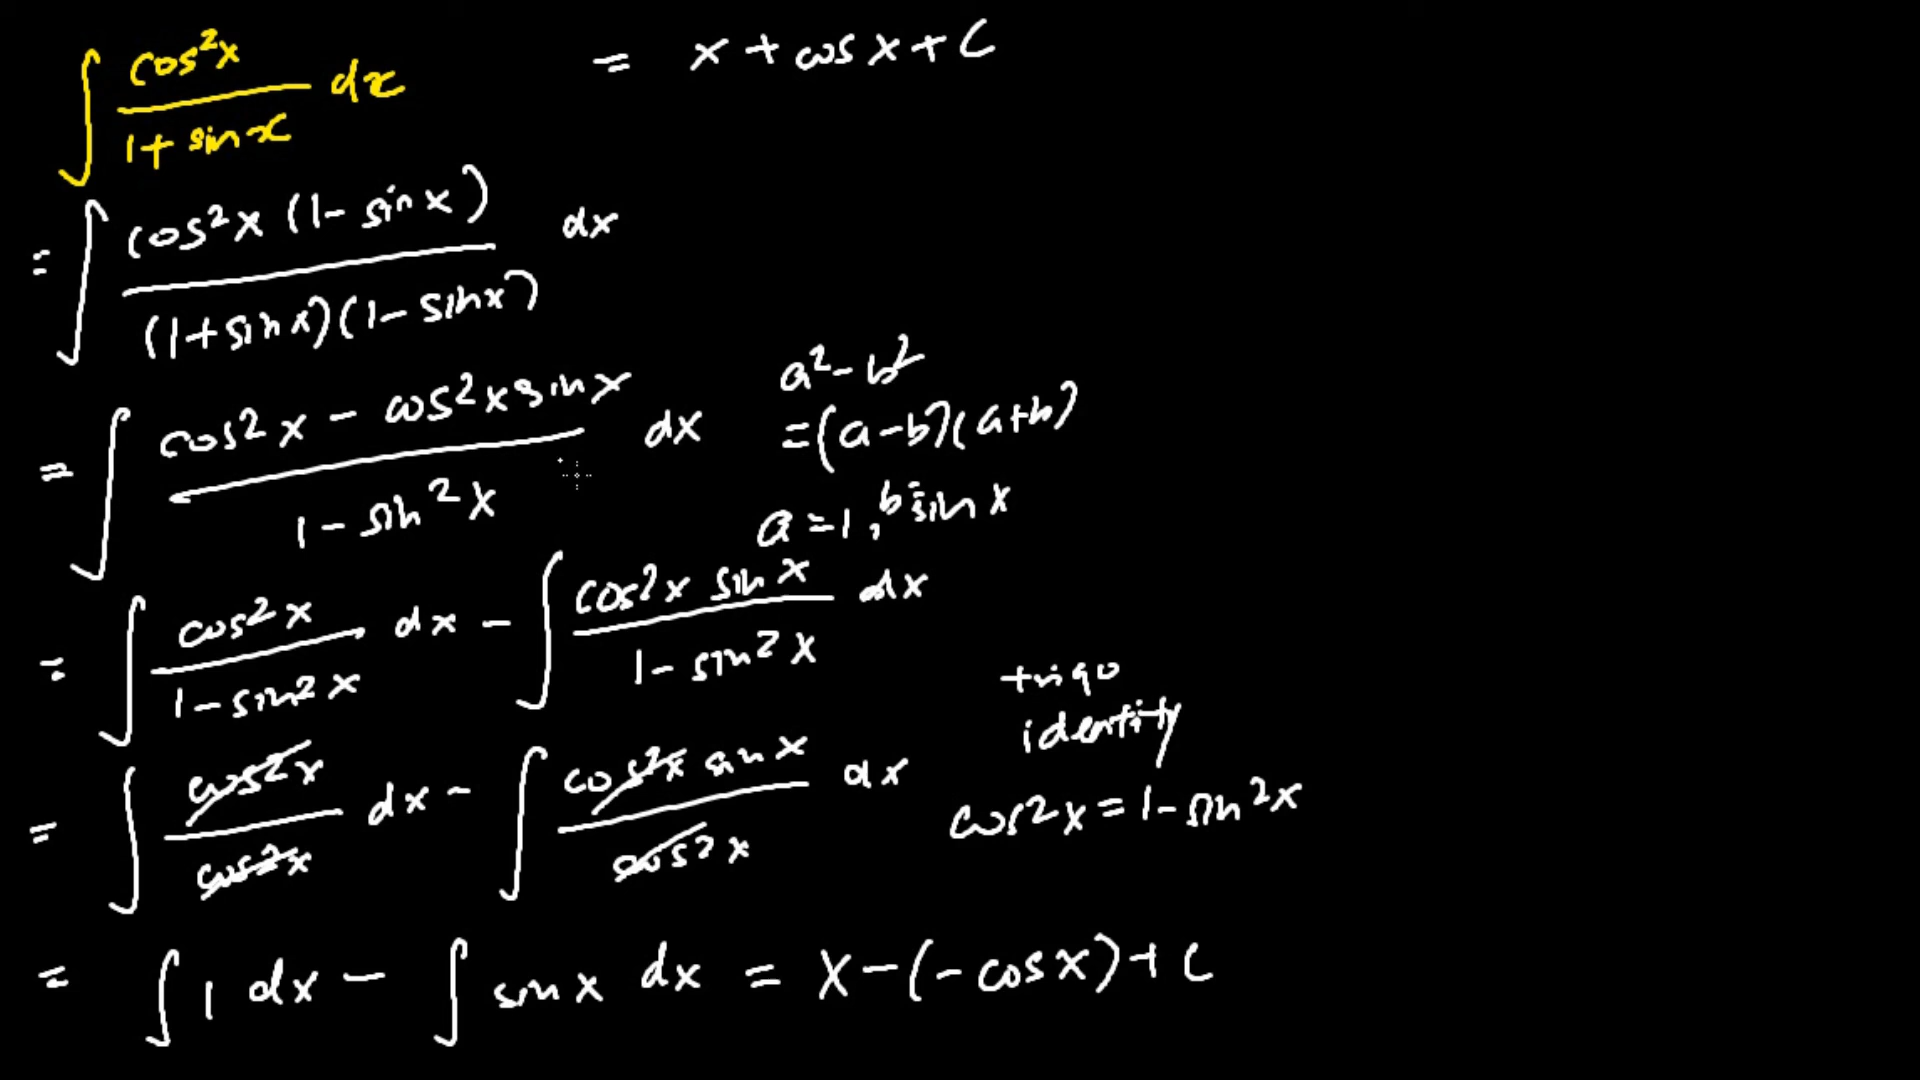 ∫ cos²x / (1 + sin x) dx = x + cos x + C
= ∫ cos²x (1 - sin x) / (1 + sin x)(1 - sin x) dx
= ∫ (cos²x - cos²x sin x) / (1 - sin²x) dx
a² - b²
= (a - b)(a + b)
a = 1, b = sin x
= ∫ cos²x / (1 - sin²x) dx - ∫ cos²x sin x / (1 - sin²x) dx
trigo
identity
cos²x = 1 - sin²x
= ∫ cos²x / cos²x dx - ∫ cos²x sin x / cos²x dx
= ∫ 1 dx - ∫ sin x dx = x - (- cos x) + C